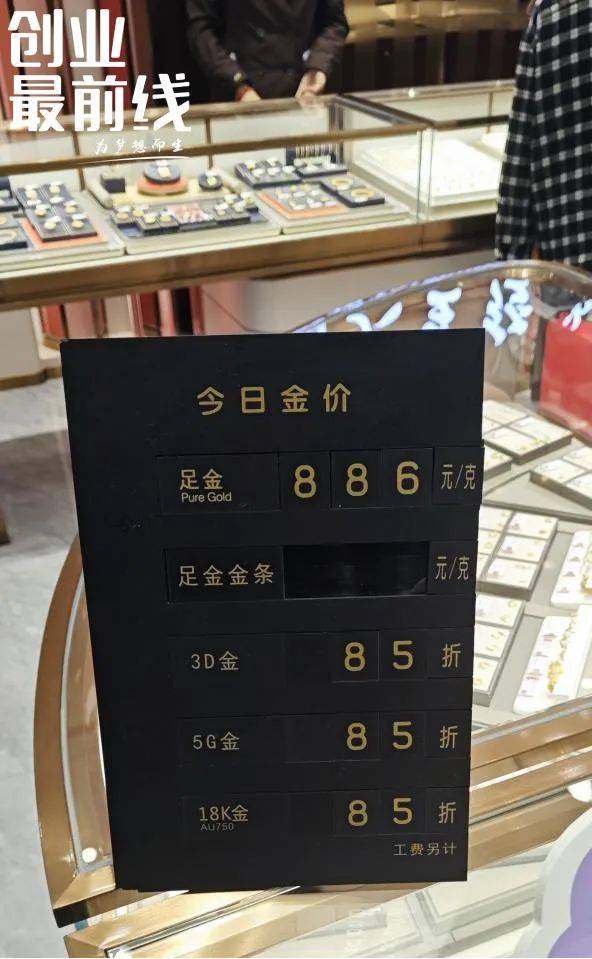 创业
最前线
为梦想而生
今日金价
足金 886 元/克
Pure Gold
足金金条 元/克
3D金 85 折
5G金 85 折
18K金 85 折
AU750
工费另计